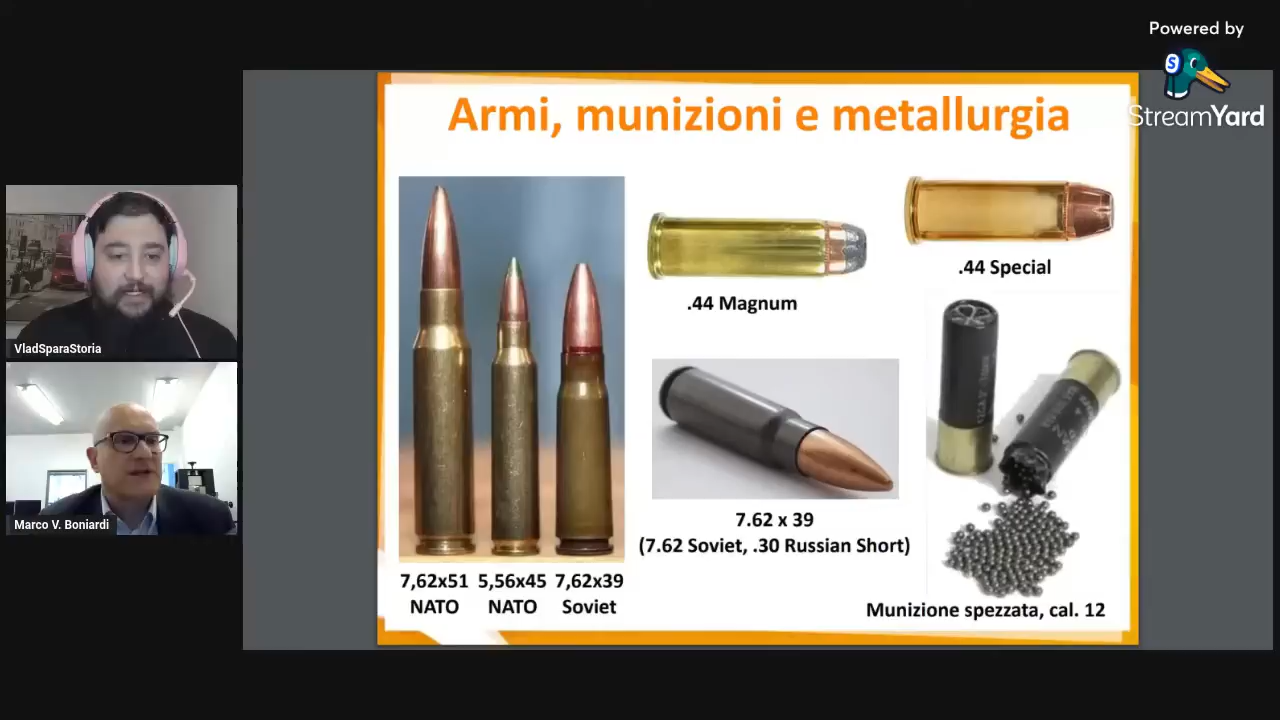 Powered by
StreamYard
Armi, munizioni e metallurgia
VladSparaStoria
Marco V. Boniardi
.44 Magnum
.44 Special
7.62 x 39
(7.62 Soviet, .30 Russian Short)
7,62x51 5,56x45 7,62x39
NATO NATO Soviet
Munizione spezzata, cal. 12